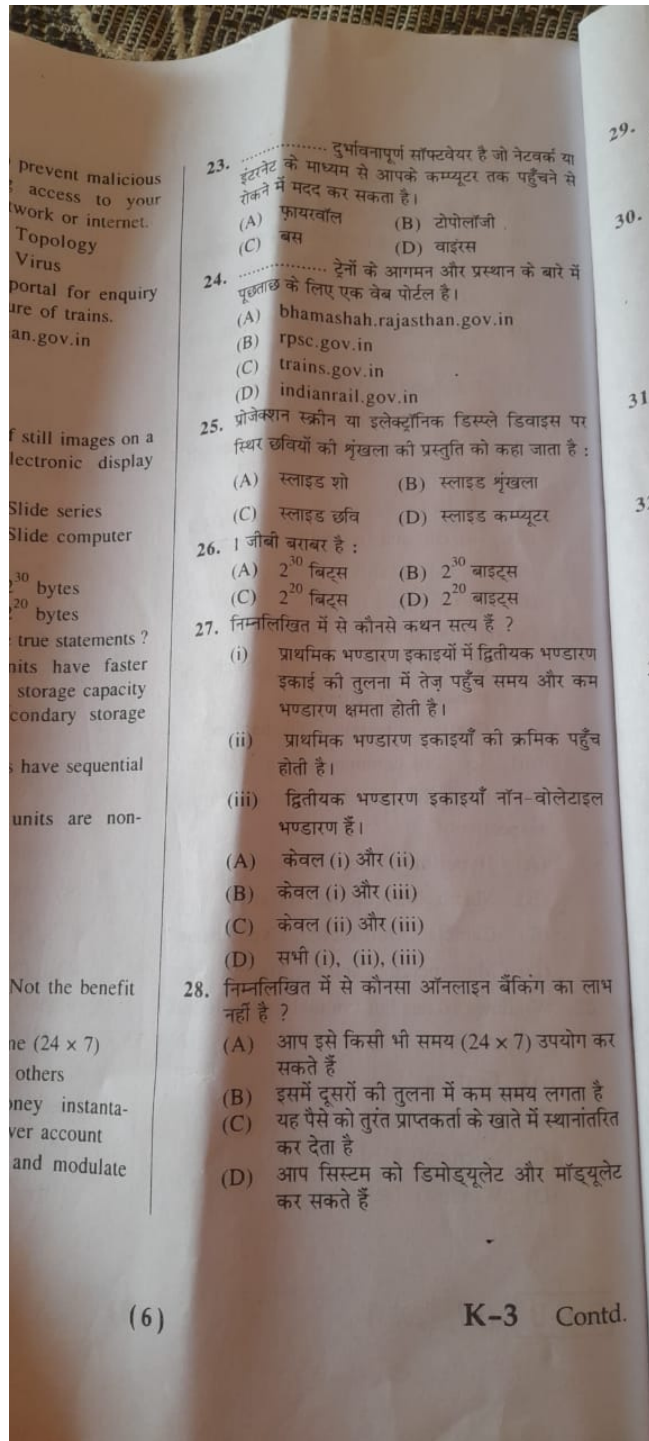 prevent malicious
access to your
work or internet.
Topology
Virus
portal for enquiry
ure of trains.
an.gov.in
f still images on a
lectronic display
Slide series
Slide computer
2^30 bytes
2^20 bytes
true statements ?
nits have faster
storage capacity
condary storage
s have sequential
units are non-
Not the benefit
ne (24 × 7)
others
oney instanta-
ver account
and modulate
(6)
23. ............... दुर्भावनापूर्ण सॉफ्टवेयर है जो नेटवर्क या
इंटरनेट के माध्यम से आपके कम्प्यूटर तक पहुँचने से
रोकने में मदद कर सकता है।
(A) फ़ायरवॉल (B) टोपोलॉजी
(C) बस (D) वाइरस
24. ............... ट्रेनों के आगमन और प्रस्थान के बारे में
पूछताछ के लिए एक वेब पोर्टल है।
(A) bhamashah.rajasthan.gov.in
(B) rpsc.gov.in
(C) trains.gov.in
(D) indianrail.gov.in
25. प्रोजेक्शन स्क्रीन या इलेक्ट्रॉनिक डिस्प्ले डिवाइस पर
स्थिर छवियों की शृंखला की प्रस्तुति को कहा जाता है :
(A) स्लाइड शो (B) स्लाइड शृंखला
(C) स्लाइड छवि (D) स्लाइड कम्प्यूटर
26. 1 जीबी बराबर है :
(A) 2^30 बिट्स (B) 2^30 बाइट्स
(C) 2^20 बिट्स (D) 2^20 बाइट्स
27. निम्नलिखित में से कौनसे कथन सत्य हैं ?
(i) प्राथमिक भण्डारण इकाइयों में द्वितीयक भण्डारण
इकाई की तुलना में तेज़ पहुँच समय और कम
भण्डारण क्षमता होती है।
(ii) प्राथमिक भण्डारण इकाइयाँ की क्रमिक पहुँच
होती है।
(iii) द्वितीयक भण्डारण इकाइयाँ नॉन-वोलेटाइल
भण्डारण हैं।
(A) केवल (i) और (ii)
(B) केवल (i) और (iii)
(C) केवल (ii) और (iii)
(D) सभी (i), (ii), (iii)
28. निम्नलिखित में से कौनसा ऑनलाइन बैंकिंग का लाभ
नहीं है ?
(A) आप इसे किसी भी समय (24 × 7) उपयोग कर
सकते हैं
(B) इसमें दूसरों की तुलना में कम समय लगता है
(C) यह पैसे को तुरंत प्राप्तकर्ता के खाते में स्थानांतरित
कर देता है
(D) आप सिस्टम को डिमोड्यूलेट और मॉड्यूलेट
कर सकते हैं
K-3 Contd.
29.
30.
31